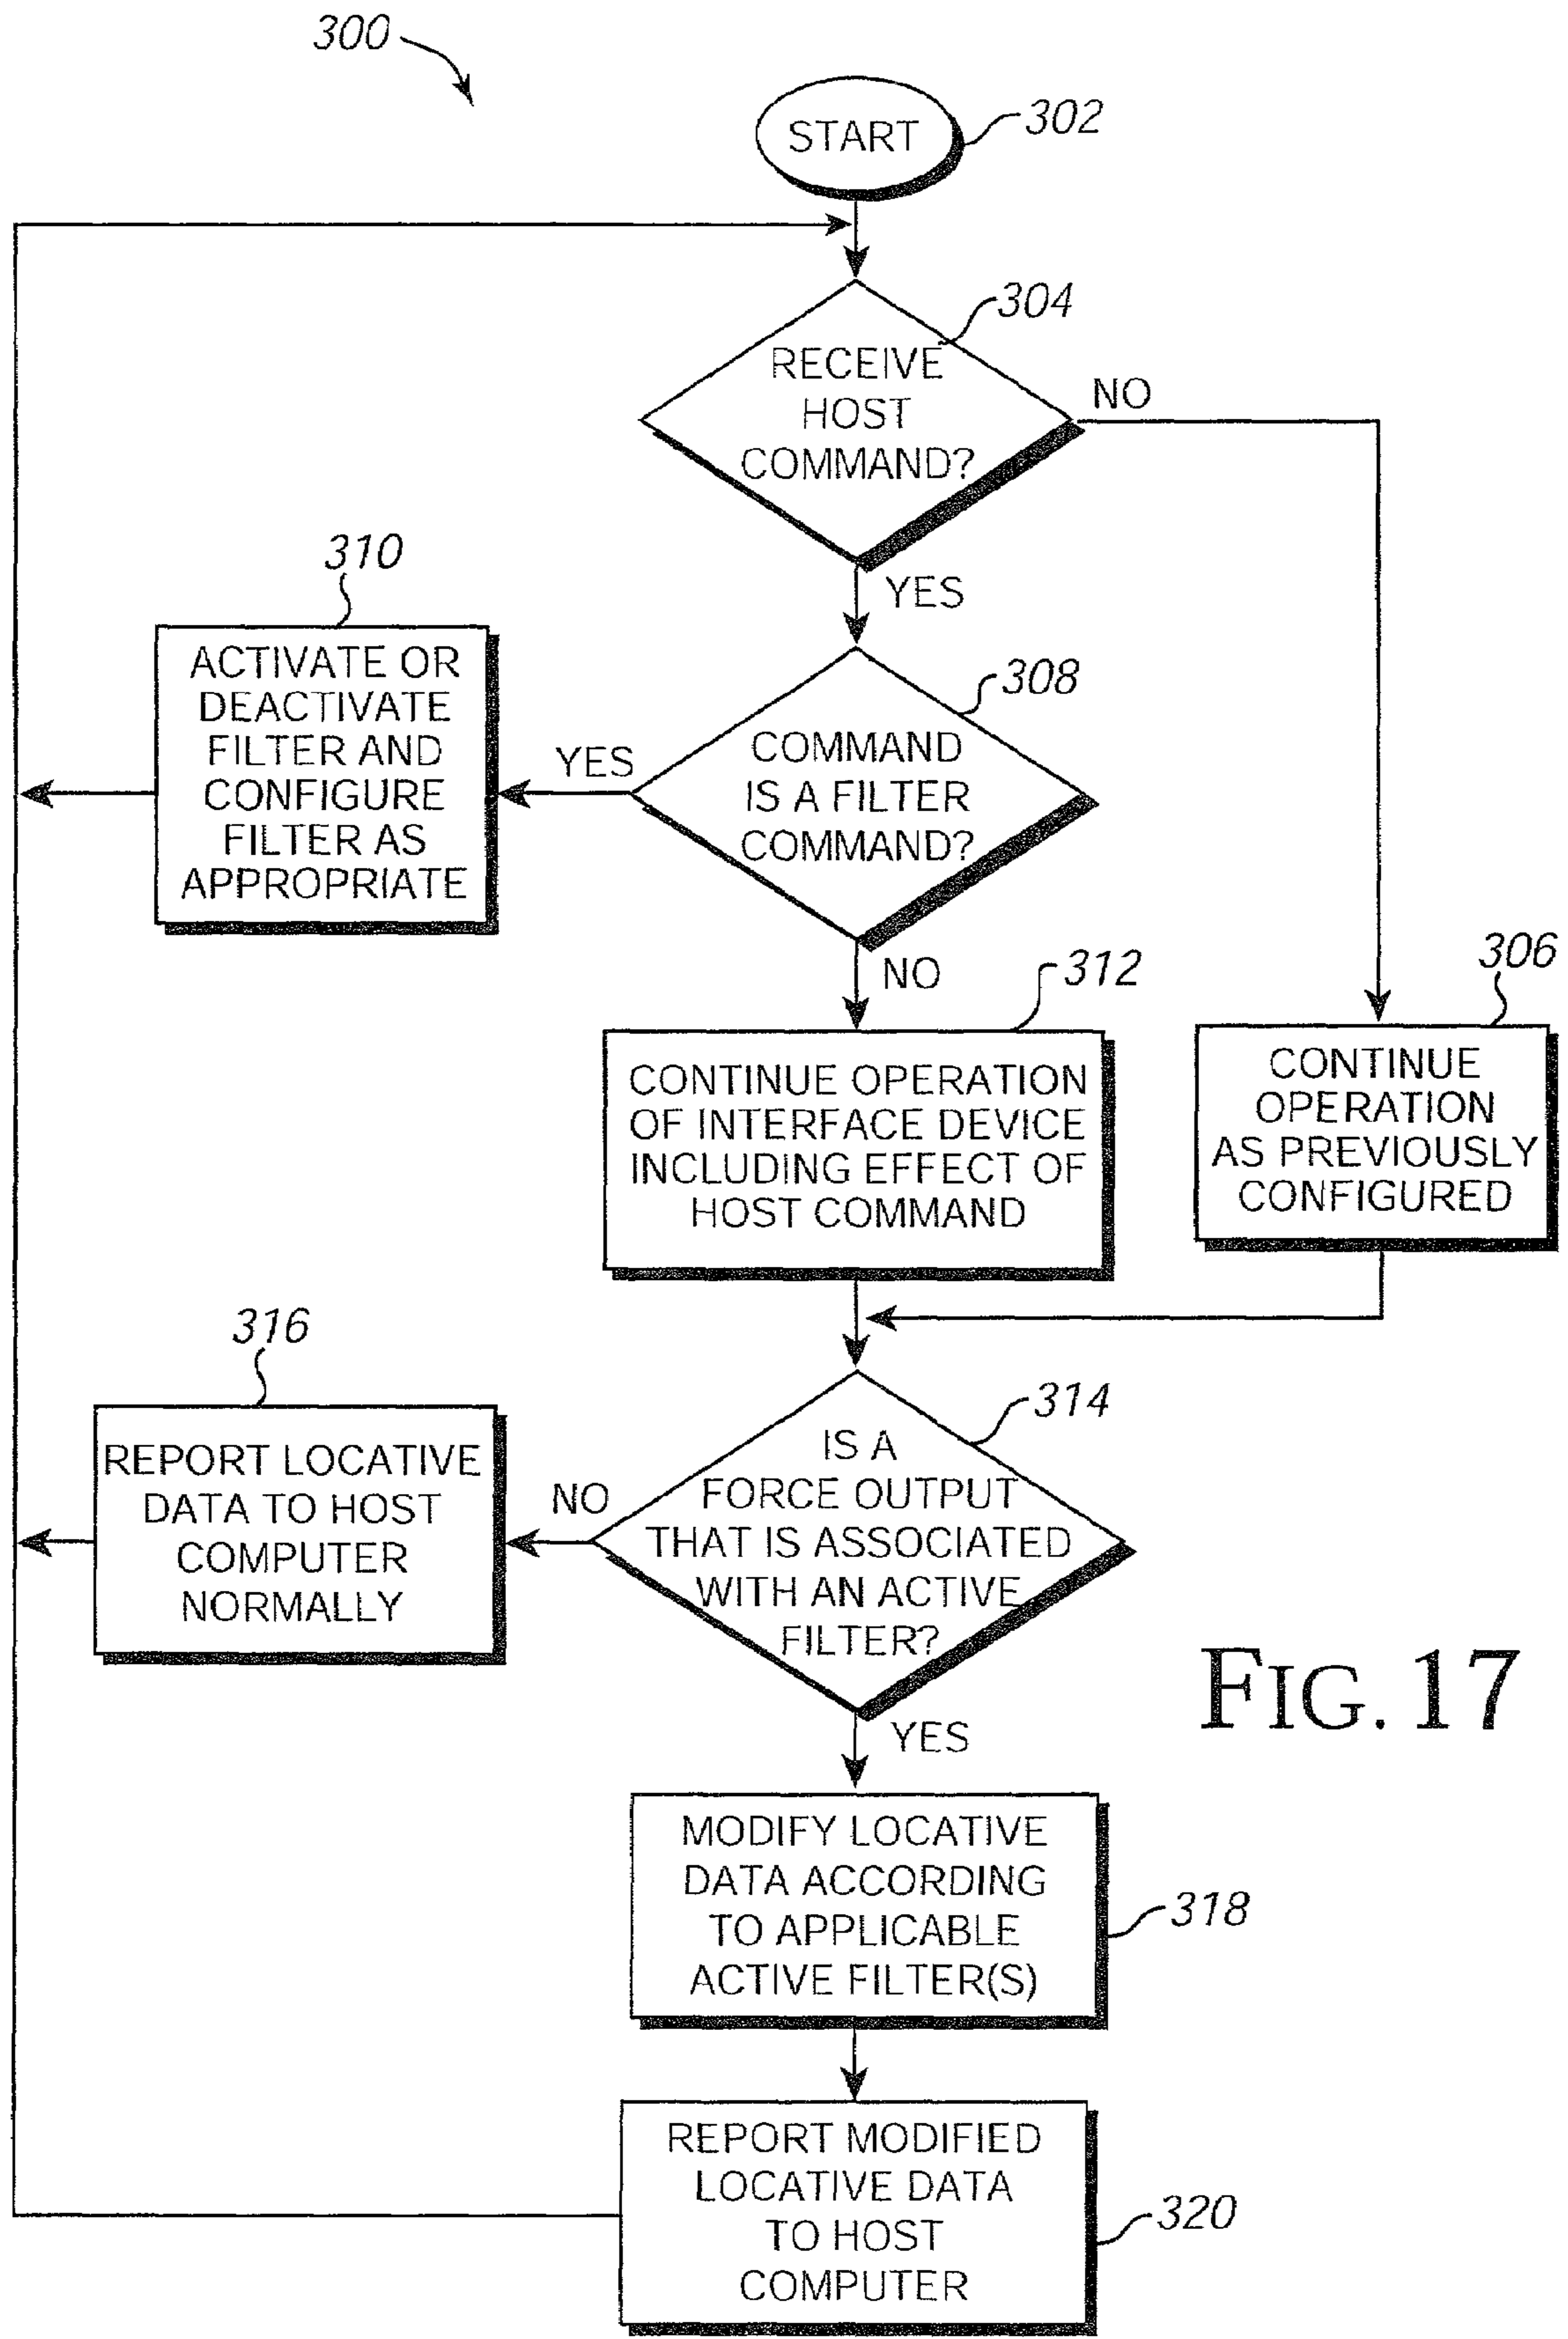 300
START
302
RECEIVE
HOST
COMMAND?
304
NO
YES
310
ACTIVATE OR
DEACTIVATE
FILTER AND
CONFIGURE
FILTER AS
APPROPRIATE
YES
COMMAND
IS A FILTER
COMMAND?
308
NO
312
CONTINUE OPERATION
OF INTERFACE DEVICE
INCLUDING EFFECT OF
HOST COMMAND
306
CONTINUE
OPERATION
AS PREVIOUSLY
CONFIGURED
316
REPORT LOCATIVE
DATA TO HOST
COMPUTER
NORMALLY
NO
314
IS A
FORCE OUTPUT
THAT IS ASSOCIATED
WITH AN ACTIVE
FILTER?
YES
FIG. 17
MODIFY LOCATIVE
DATA ACCORDING
TO APPLICABLE
ACTIVE FILTER(S)
318
REPORT MODIFIED
LOCATIVE DATA
TO HOST
COMPUTER
320